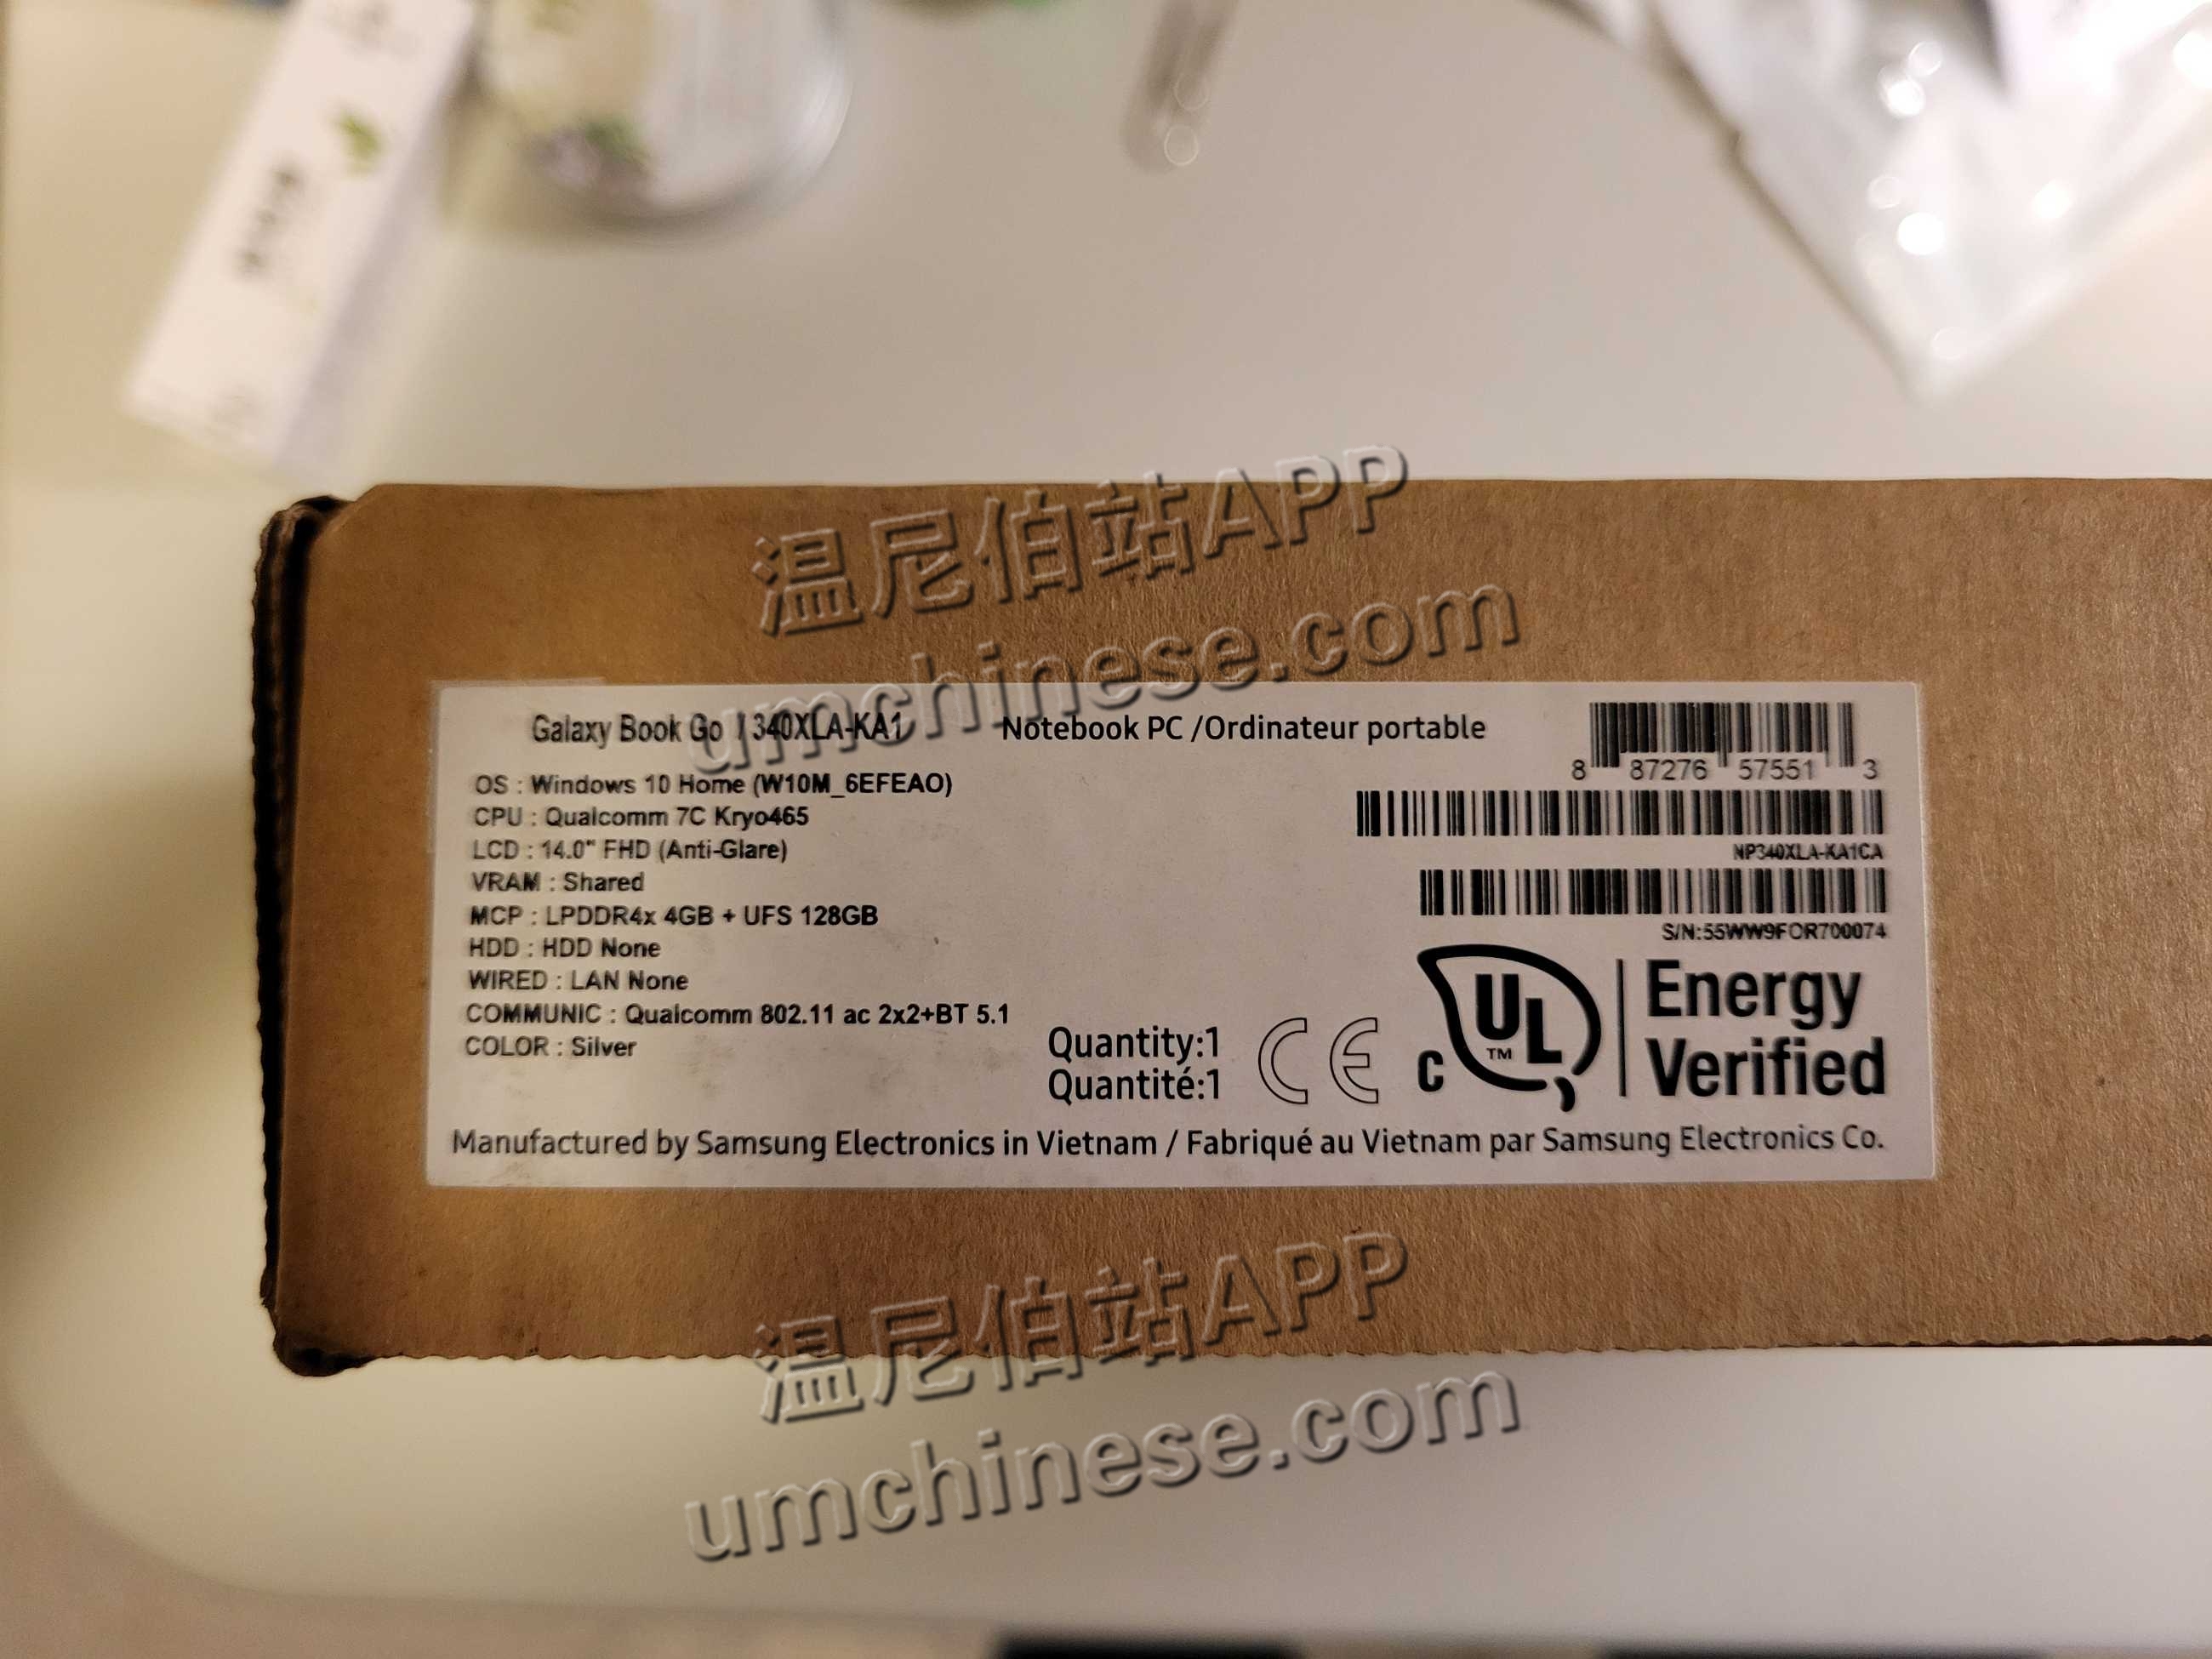 温尼伯站APP
umchinese.com
Galaxy Book Go / 340XLA-KA1 Notebook PC /Ordinateur portable
8 87276 57551 3
OS : Windows 10 Home (W10M_6EFEAO)
CPU : Qualcomm 7C Kryo465
LCD : 14.0" FHD (Anti-Glare)
NP340XLA-KA1CA
VRAM : Shared
MCP : LPDDR4x 4GB + UFS 128GB
S/N:55WW9FOR700074
HDD : HDD None
WIRED : LAN None
COMMUNIC : Qualcomm 802.11 ac 2x2+BT 5.1
COLOR : Silver
Quantity:1
Quantité:1
CE
C UL TM
Energy
Verified
Manufactured by Samsung Electronics in Vietnam / Fabriqué au Vietnam par Samsung Electronics Co.
温尼伯站APP
umchinese.com